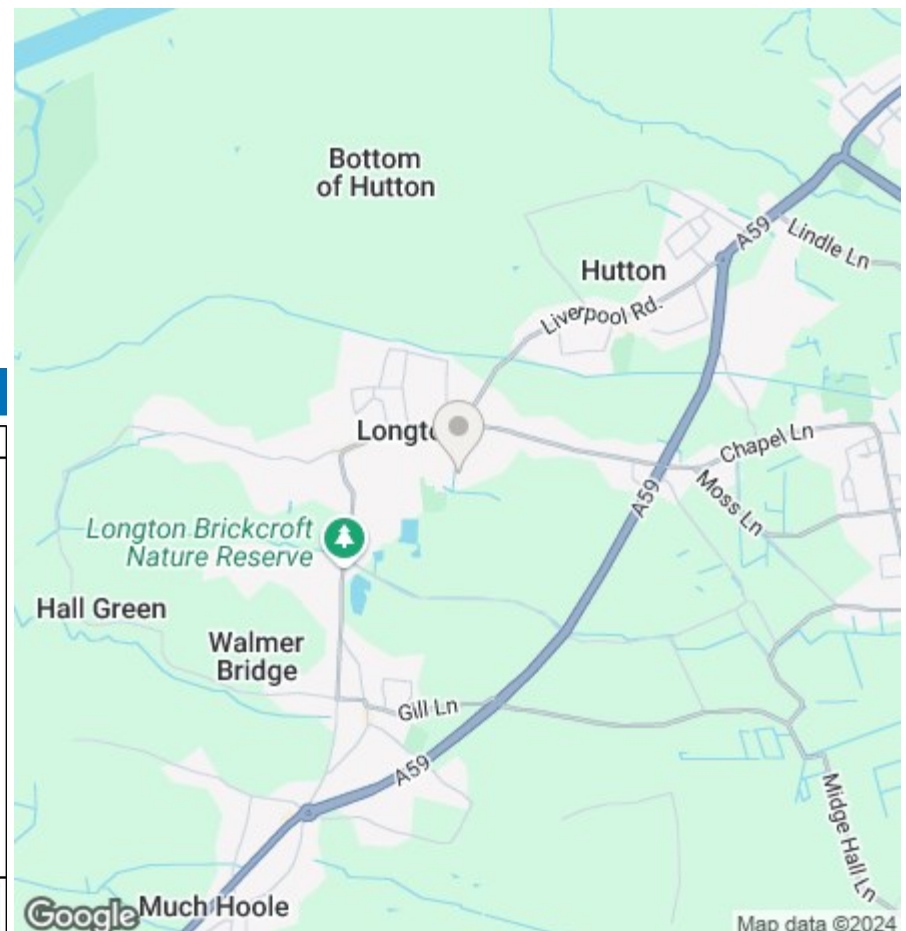 Bottom
of Hutton
A59
Lindle Ln
Hutton
Liverpool Rd.
Chapel Ln
Moss Ln
A59
Longton Brickcroft
Nature Reserve
Hall Green
Walmer
Bridge
Gill Ln
A59
Midge Hall Ln
Much Hoole
Google
Map data ©2024